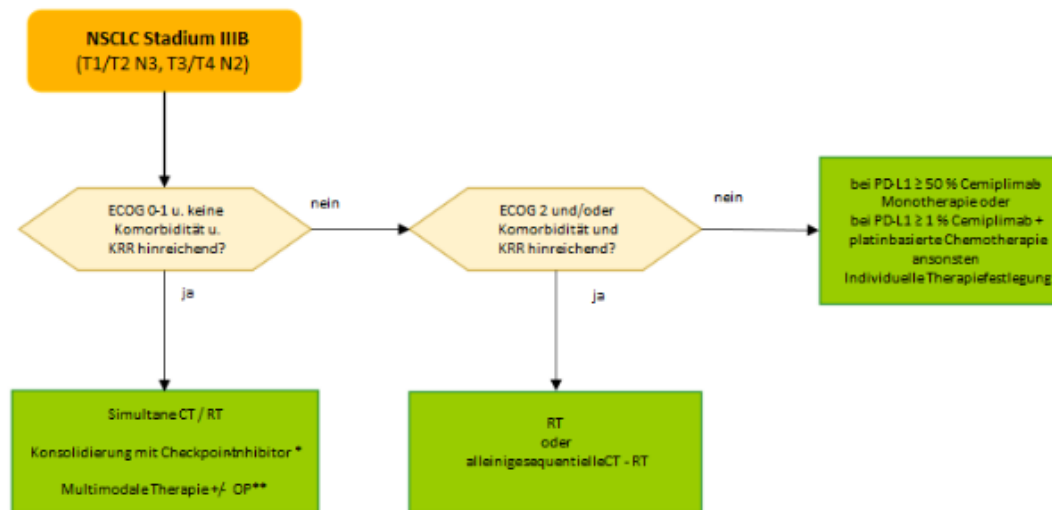 NSCLC Stadium IIIB
(T1/T2 N3, T3/T4 N2)
ECOG 0-1 u. keine
Komorbidität u.
KRR hinreichend?
nein
ECOG 2 und/oder
Komorbidität und
KRR hinreichend?
nein
bei PD-L1 ≥ 50 % Cemiplimab
Monotherapie oder
bei PD-L1 ≥ 1 % Cemiplimab +
platinbasierte Chemotherapie
ansonsten
Individuelle Therapiefestlegung
ja
ja
Simultane CT / RT
Konsolidierung mit Checkpointnhibitor *
Multimodale Therapie +/- OP**
RT
oder
alleinigesequentielleCT - RT